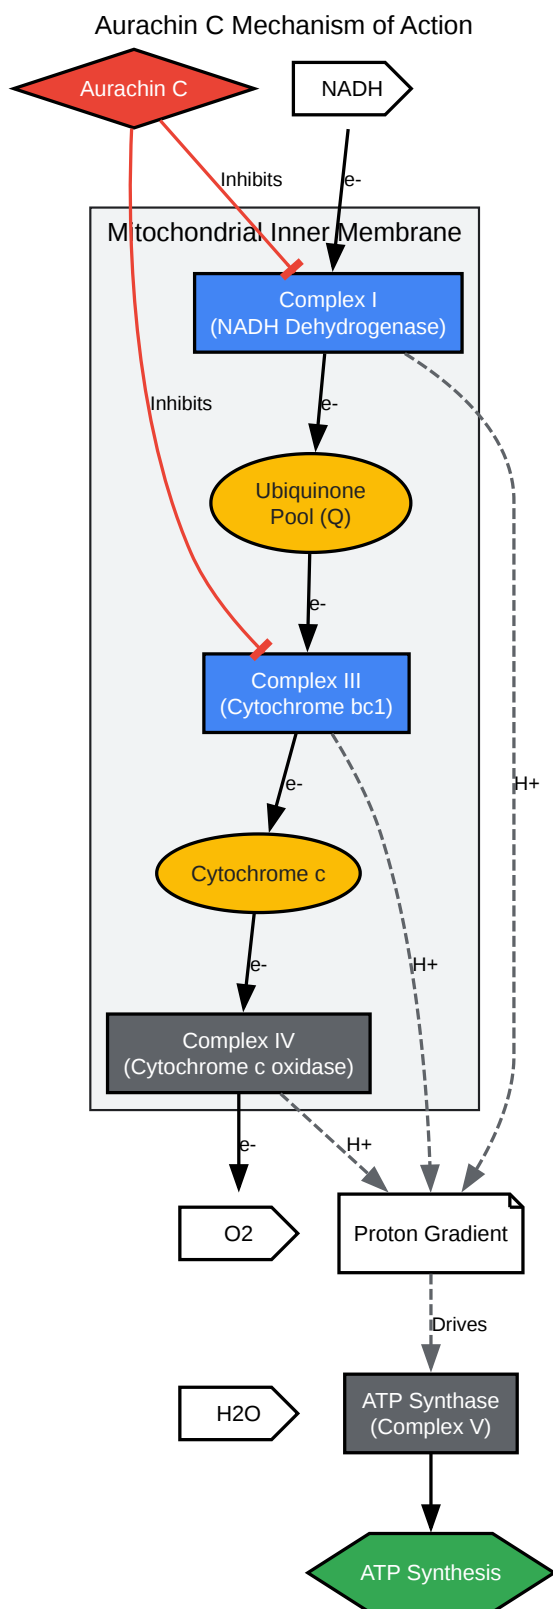 Aurachin C Mechanism of Action
Aurachin C
NADH
Inhibits
e-
Mitochondrial Inner Membrane
Complex I
(NADH Dehydrogenase)
e-
Inhibits
Ubiquinone
Pool (Q)
e-
Complex III
(Cytochrome bc1)
e-
H+
Cytochrome c
e-
H+
Complex IV
(Cytochrome c oxidase)
e-
H+
O2
Proton Gradient
Drives
H2O
ATP Synthase
(Complex V)
ATP Synthesis